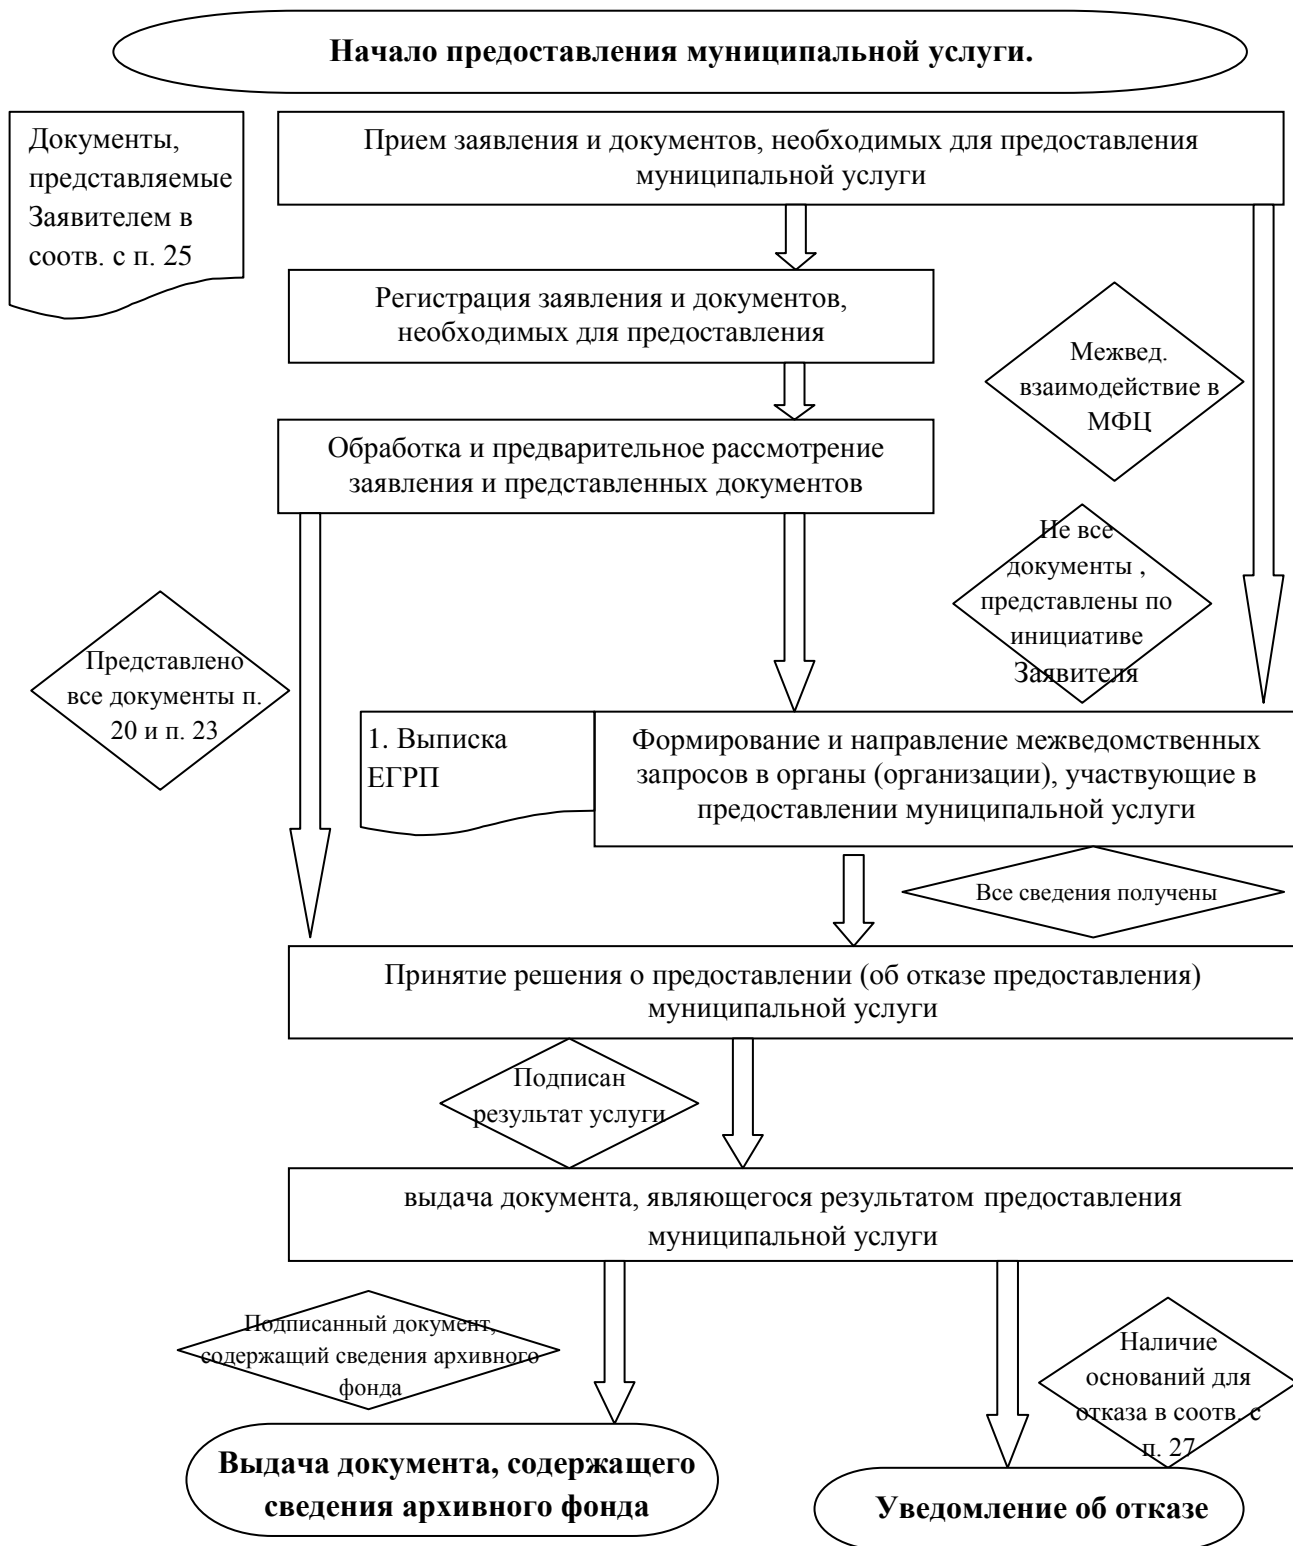 Начало предоставления муниципальной услуги.
Документы,
представляемые
Заявителем в
соотв. с п. 25
Прием заявления и документов, необходимых для предоставления
муниципальной услуги
Регистрация заявления и документов,
необходимых для предоставления
Межвед.
взаимодействие в
МФЦ
Обработка и предварительное рассмотрение
заявления и представленных документов
Не все
документы ,
представлены по
инициативе
Заявителя
Представлено
все документы п.
20 и п. 23
1. Выписка
ЕГРП
Формирование и направление межведомственных
запросов в органы (организации), участвующие в
предоставлении муниципальной услуги
Все сведения получены
Принятие решения о предоставлении (об отказе предоставления)
муниципальной услуги
Подписан
результат услуги
выдача документа, являющегося результатом предоставления
муниципальной услуги
Подписанный документ,
содержащий сведения архивного
фонда
Наличие
оснований для
отказа в соотв. с
п. 27
Выдача документа, содержащего
сведения архивного фонда
Уведомление об отказе